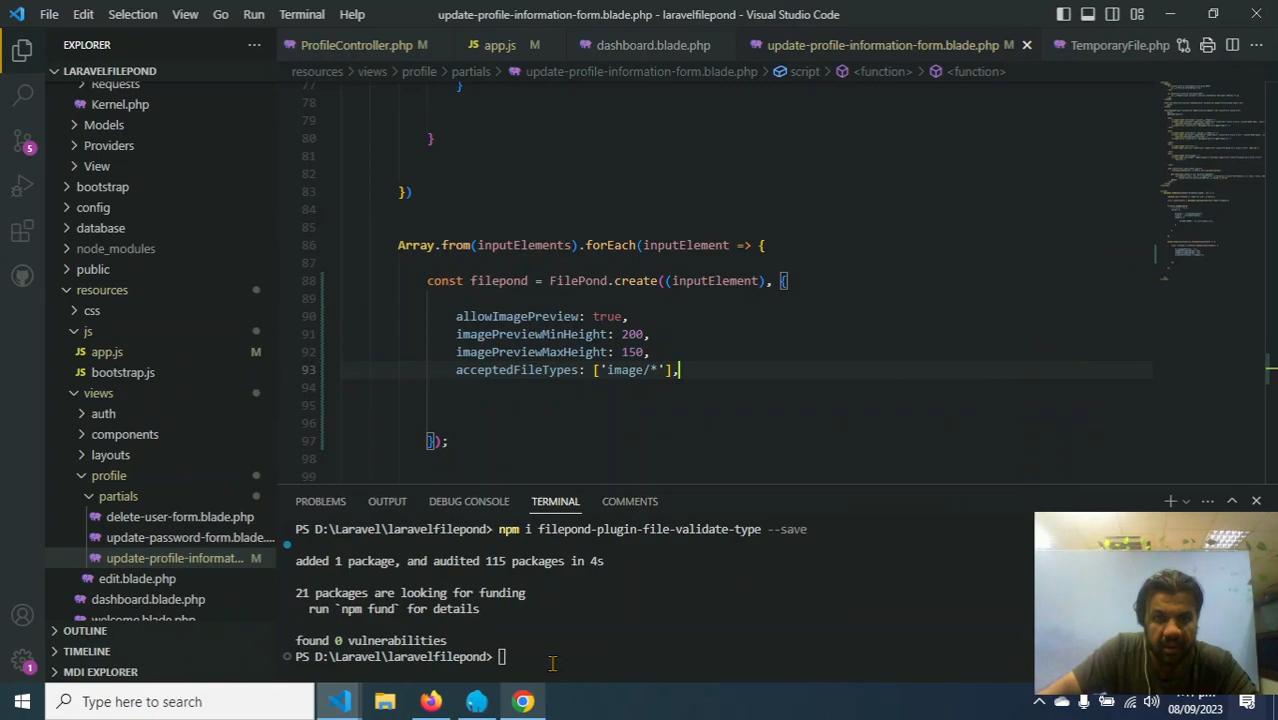 File Edit Selection View Go Run Terminal Help update-profile-information-form.blade.php - laravelfilepond - Visual Studio Code
EXPLORER
ProfileController.php M
app.js M
dashboard.blade.php
update-profile-information-form.blade.php M
TemporaryFile.php
LARAVELFILEPOND
resources > views > profile > partials > update-profile-information-form.blade.php > script > <function> > <function>
Requests
Kernel.php
Models
Providers
View
bootstrap
config
database
node_modules
public
resources
css
js
app.js M
bootstrap.js
views
auth
components
layouts
profile
partials
delete-user-form.blade.php
update-password-form.blade....
update-profile-informat... M
edit.blade.php
dashboard.blade.php
welcome.blade.php
OUTLINE
TIMELINE
MDI EXPLORER
5
1
77 }
78
79
80 }
81
82
83 })
84
85
86 Array.from(inputElements).forEach(inputElement => {
87
88 const filepond = FilePond.create((inputElement), {
89
90 allowImagePreview: true,
91 imagePreviewMinHeight: 200,
92 imagePreviewMaxHeight: 150,
93 acceptedFileTypes: ['image/*'],
94
95
96
97 });
98
99
PROBLEMS OUTPUT DEBUG CONSOLE TERMINAL COMMENTS
PS D:\Laravel\laravelfilepond> npm i filepond-plugin-file-validate-type --save
added 1 package, and audited 115 packages in 4s
21 packages are looking for funding
run `npm fund` for details
found 0 vulnerabilities
PS D:\Laravel\laravelfilepond>
Type here to search
08/09/2023